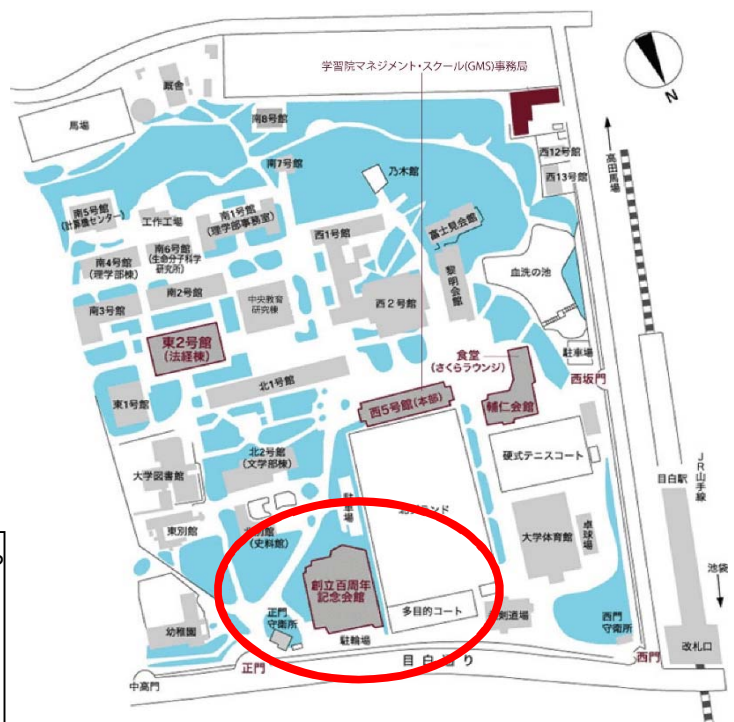 学習院マネジメント・スクール(GMS)事務局
N
厩舎
馬場
南8号館
南7号館
乃木館
西12号館
西13号館
高田馬場
南5号館
(計算機センター)
工作工場
南1号館
(理学部事務室)
西1号館
富士見会館
血洗の池
南4号館
(理学部棟)
南6号館
(生命分子科学
研究所)
黎明会館
南3号館
南2号館
中央教育
研究棟
西2号館
東2号館
(法経棟)
食堂
(さくらラウンジ)
駐車場
西坂門
北1号館
東1号館
西5号館(本部)
輔仁会館
JR山手線
大学図書館
北2号館
(文学部棟)
硬式テニスコート
目白駅
駐車場
ランド
東別館
(史料館)
大学体育館
卓球場
創立百周年
記念会館
池袋
幼稚園
正門
守衛所
多目的コート
剣道場
西門
守衛所
駐輪場
改札口
正門
目白通り
西門
中高門